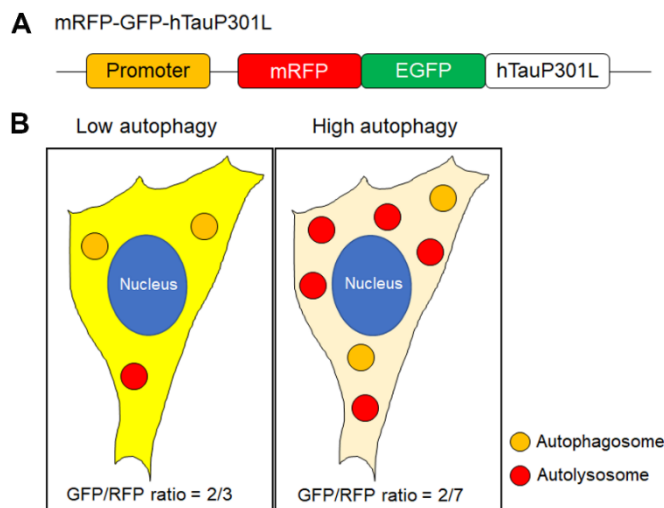 A mRFP-GFP-hTauP301L
Promoter mRFP EGFP hTauP301L
B Low autophagy High autophagy
Nucleus Nucleus
Autophagosome
Autolysosome
GFP/RFP ratio = 2/3 GFP/RFP ratio = 2/7